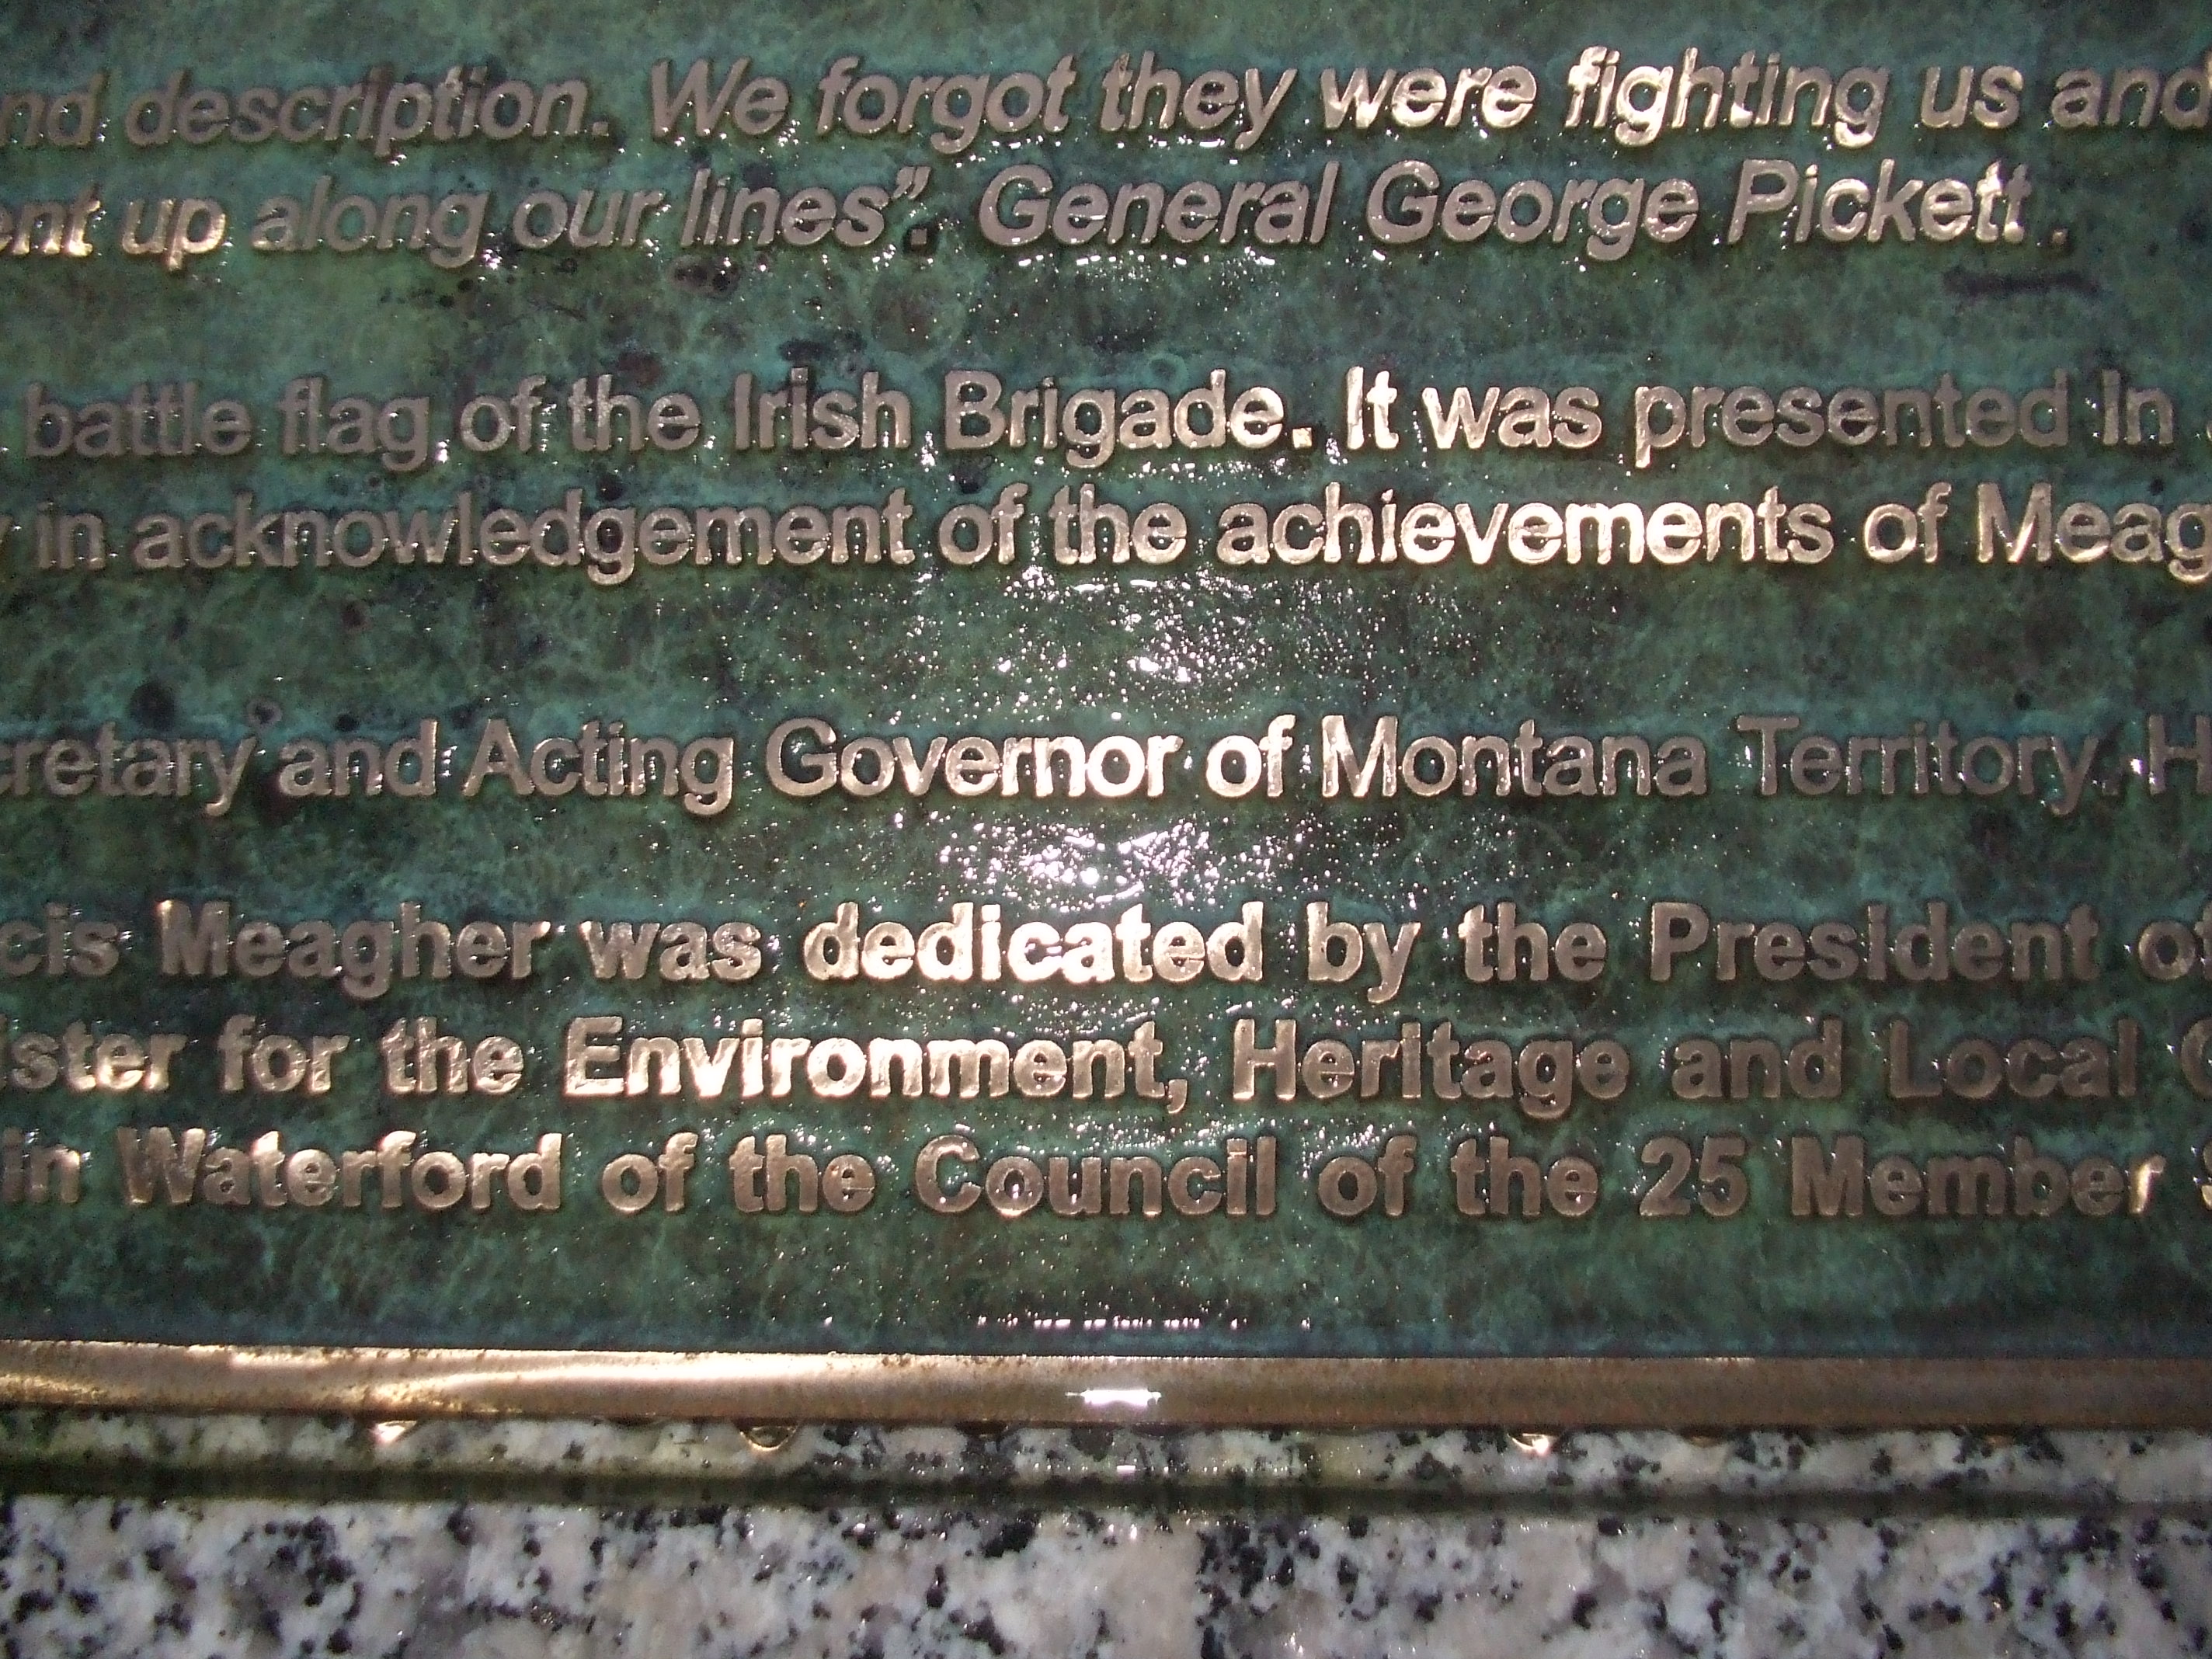 nd description. We forgot they were fighting us and
ent up along our lines”. General George Pickett .
battle flag of the Irish Brigade. It was presented in
in acknowledgement of the achievements of Meag
cretary and Acting Governor of Montana Territory. H
cis Meagher was dedicated by the President of
ister for the Environment, Heritage and Local G
in Waterford of the Council of the 25 Member S